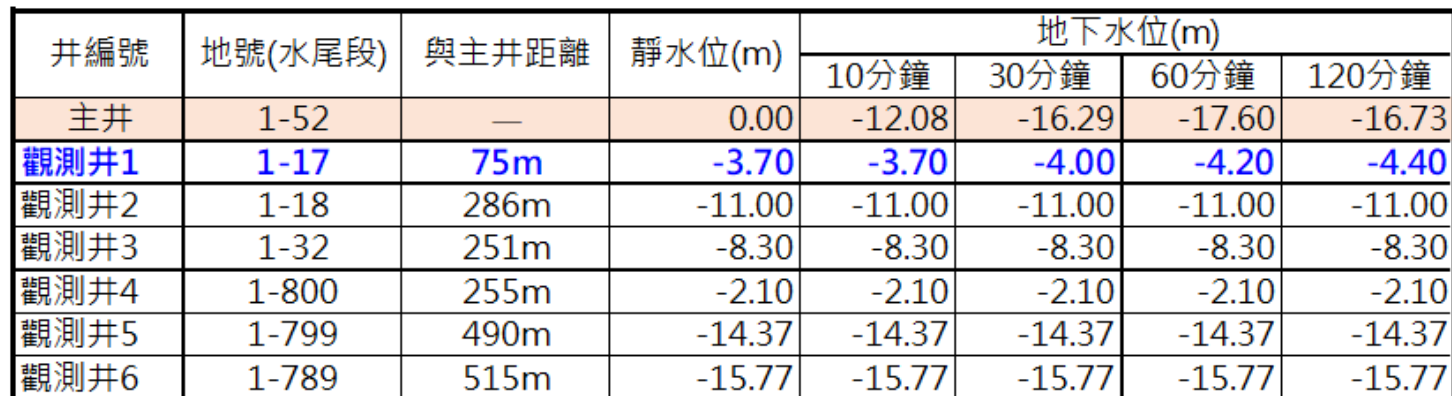 井編號 地號(水尾段) 與主井距離 靜水位(m) 地下水位(m)
10分鐘 30分鐘 60分鐘 120分鐘
主井 1-52 — 0.00 -12.08 -16.29 -17.60 -16.73
觀測井1 1-17 75m -3.70 -3.70 -4.00 -4.20 -4.40
觀測井2 1-18 286m -11.00 -11.00 -11.00 -11.00 -11.00
觀測井3 1-32 251m -8.30 -8.30 -8.30 -8.30 -8.30
觀測井4 1-800 255m -2.10 -2.10 -2.10 -2.10 -2.10
觀測井5 1-799 490m -14.37 -14.37 -14.37 -14.37 -14.37
觀測井6 1-789 515m -15.77 -15.77 -15.77 -15.77 -15.77